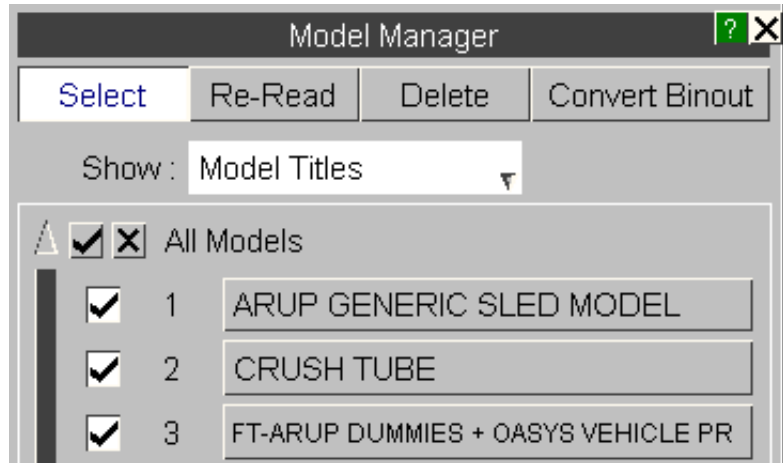 Model Manager ?
Select Re-Read Delete Convert Binout
Show : Model Titles
All Models
1 ARUP GENERIC SLED MODEL
2 CRUSH TUBE
3 FT-ARUP DUMMIES + OASYS VEHICLE PR